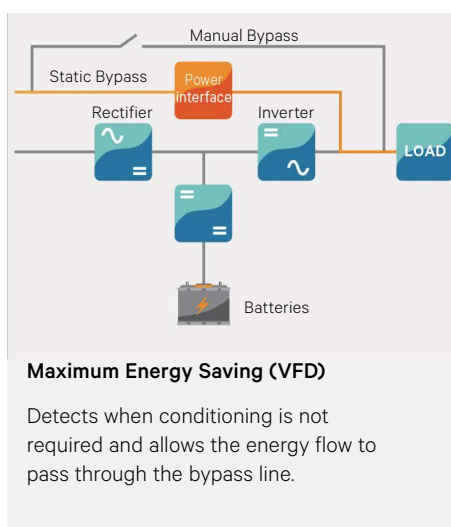 Manual Bypass
Static Bypass
Power
interface
Rectifier
Inverter
LOAD
Batteries
Maximum Energy Saving (VFD)
Detects when conditioning is not
required and allows the energy flow to
pass through the bypass line.